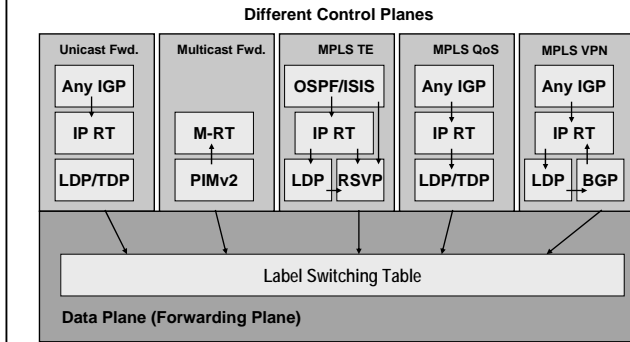 Different Control Planes
Unicast Fwd.
Any IGP
IP RT
LDP/TDP
Multicast Fwd.
M-RT
PIMv2
MPLS TE
OSPF/ISIS
IP RT
LDP
RSVP
MPLS QoS
Any IGP
IP RT
LDP/TDP
MPLS VPN
Any IGP
IP RT
LDP
BGP
Label Switching Table
Data Plane (Forwarding Plane)